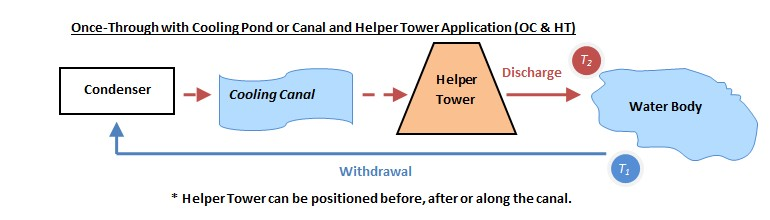 Once-Through with Cooling Pond or Canal and Helper Tower Application (OC & HT)
Condenser
Cooling Canal
Helper
Tower
Discharge
T2
Water Body
T1
Withdrawal
* Helper Tower can be positioned before, after or along the canal.